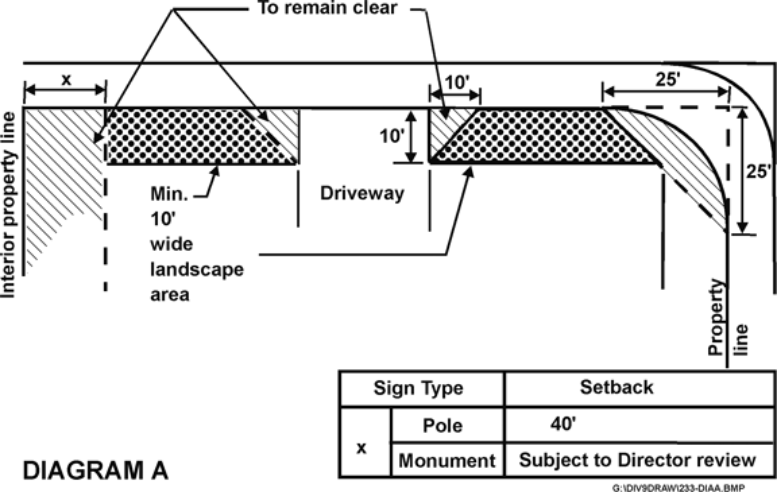 To remain clear
x
10'
25'
10'
25'
Interior property line
Min.
10'
wide
landscape
area
Driveway
Property
line
Sign Type Setback
x
Pole 40'
Monument Subject to Director review
DIAGRAM A
G:\DIV9DRAW\233-DIAA.BMP